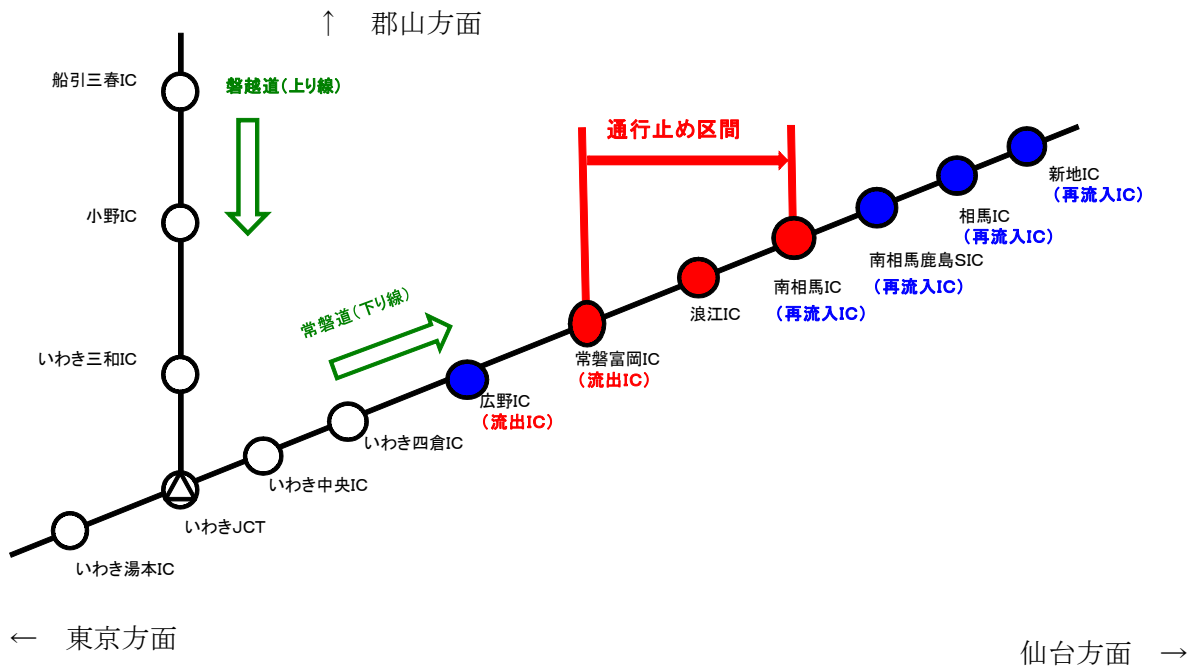 ↑ 郡山方面
船引三春IC
磐越道(上り線)
通行止め区間
新地IC
(再流入IC)
小野IC
相馬IC
(再流入IC)
南相馬鹿島SIC
(再流入IC)
南相馬IC
(再流入IC)
浪江IC
常磐道(下り線)
いわき三和IC
常磐富岡IC
(流出IC)
広野IC
(流出IC)
いわき四倉IC
いわき中央IC
いわきJCT
いわき湯本IC
← 東京方面
仙台方面 →